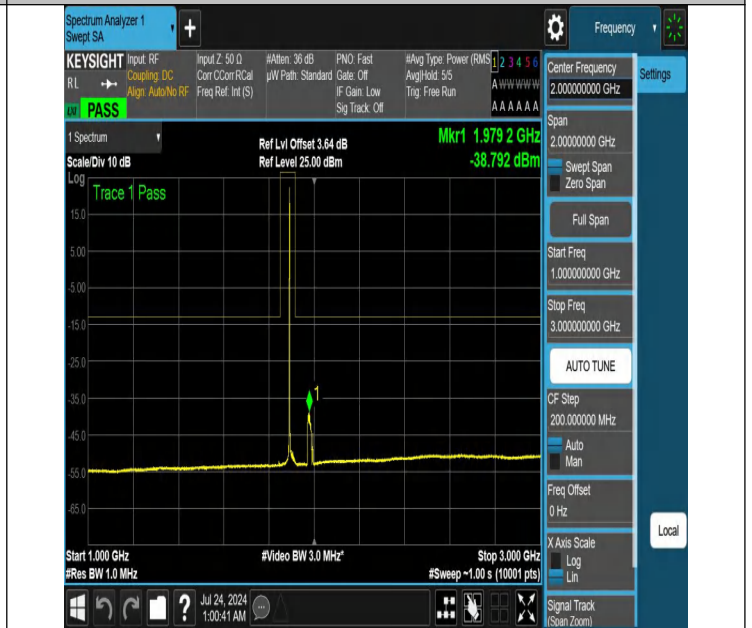 Spectrum Analyzer 1
Swept SA
Frequency
KEYSIGHT
RL
PASS
Input: RF
Coupling: DC
Align: Auto/No RF
Input Z: 50 Ω
Corr CCorr RCal
Freq Ref: Int (S)
#Atten: 36 dB
µW Path: Standard
PNO: Fast
Gate: Off
IF Gain: Low
Sig Track: Off
#Avg Type: Power (RMS
Avg|Hold: 5/5
Trig: Free Run
1 2 3 4 5 6
A W W W W W
A A A A A A
1 Spectrum
Scale/Div 10 dB
Ref Lvl Offset 3.64 dB
Ref Level 25.00 dBm
Mkr1 1.979 2 GHz
-38.792 dBm
Log
Trace 1 Pass
15.0
5.00
-5.00
-15.0
-25.0
-35.0
-45.0
-55.0
-65.0
1
Start 1.000 GHz
#Res BW 1.0 MHz
#Video BW 3.0 MHz*
Stop 3.000 GHz
#Sweep ~1.00 s (10001 pts)
Jul 24, 2024
1:00:41 AM
Center Frequency
2.000000000 GHz
Settings
Span
2.00000000 GHz
Swept Span
Zero Span
Full Span
Start Freq
1.000000000 GHz
Stop Freq
3.000000000 GHz
AUTO TUNE
CF Step
200.000000 MHz
Auto
Man
Freq Offset
0 Hz
X Axis Scale
Log
Lin
Local
Signal Track
(Span Zoom)